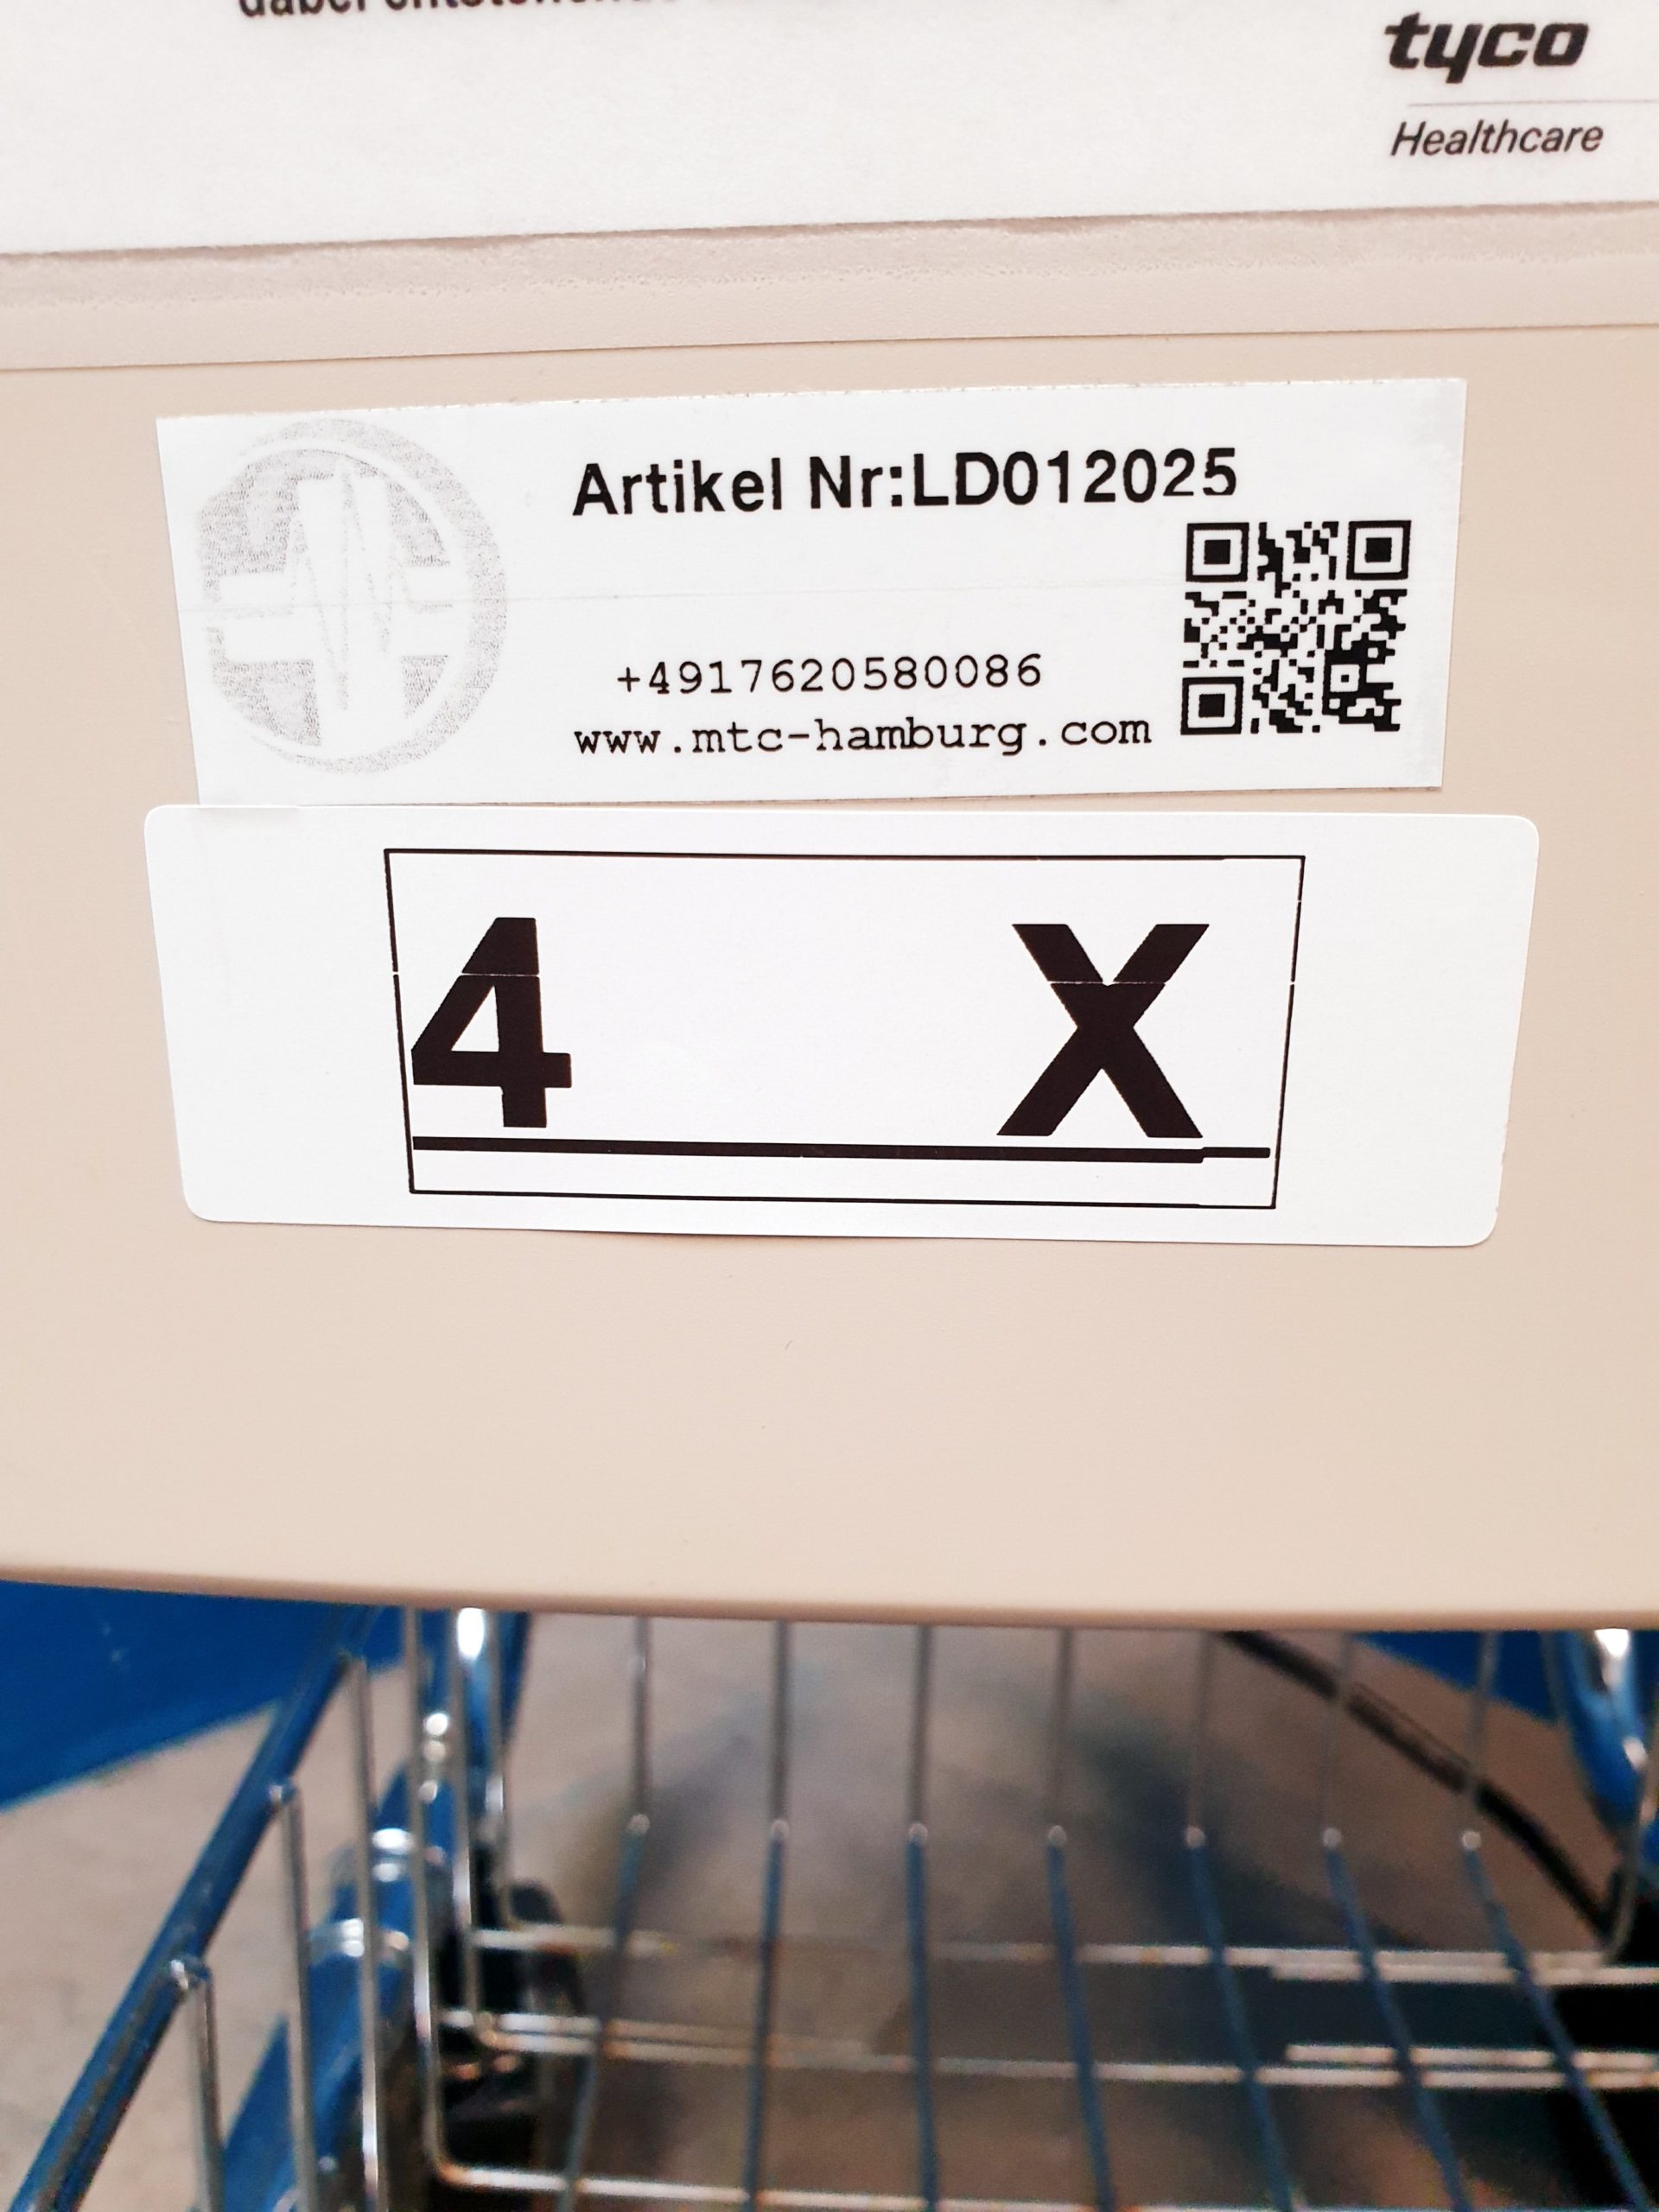 tyco
Healthcare
Artikel Nr:LD012025
+4917620580086
www.mtc-hamburg.com
4 X